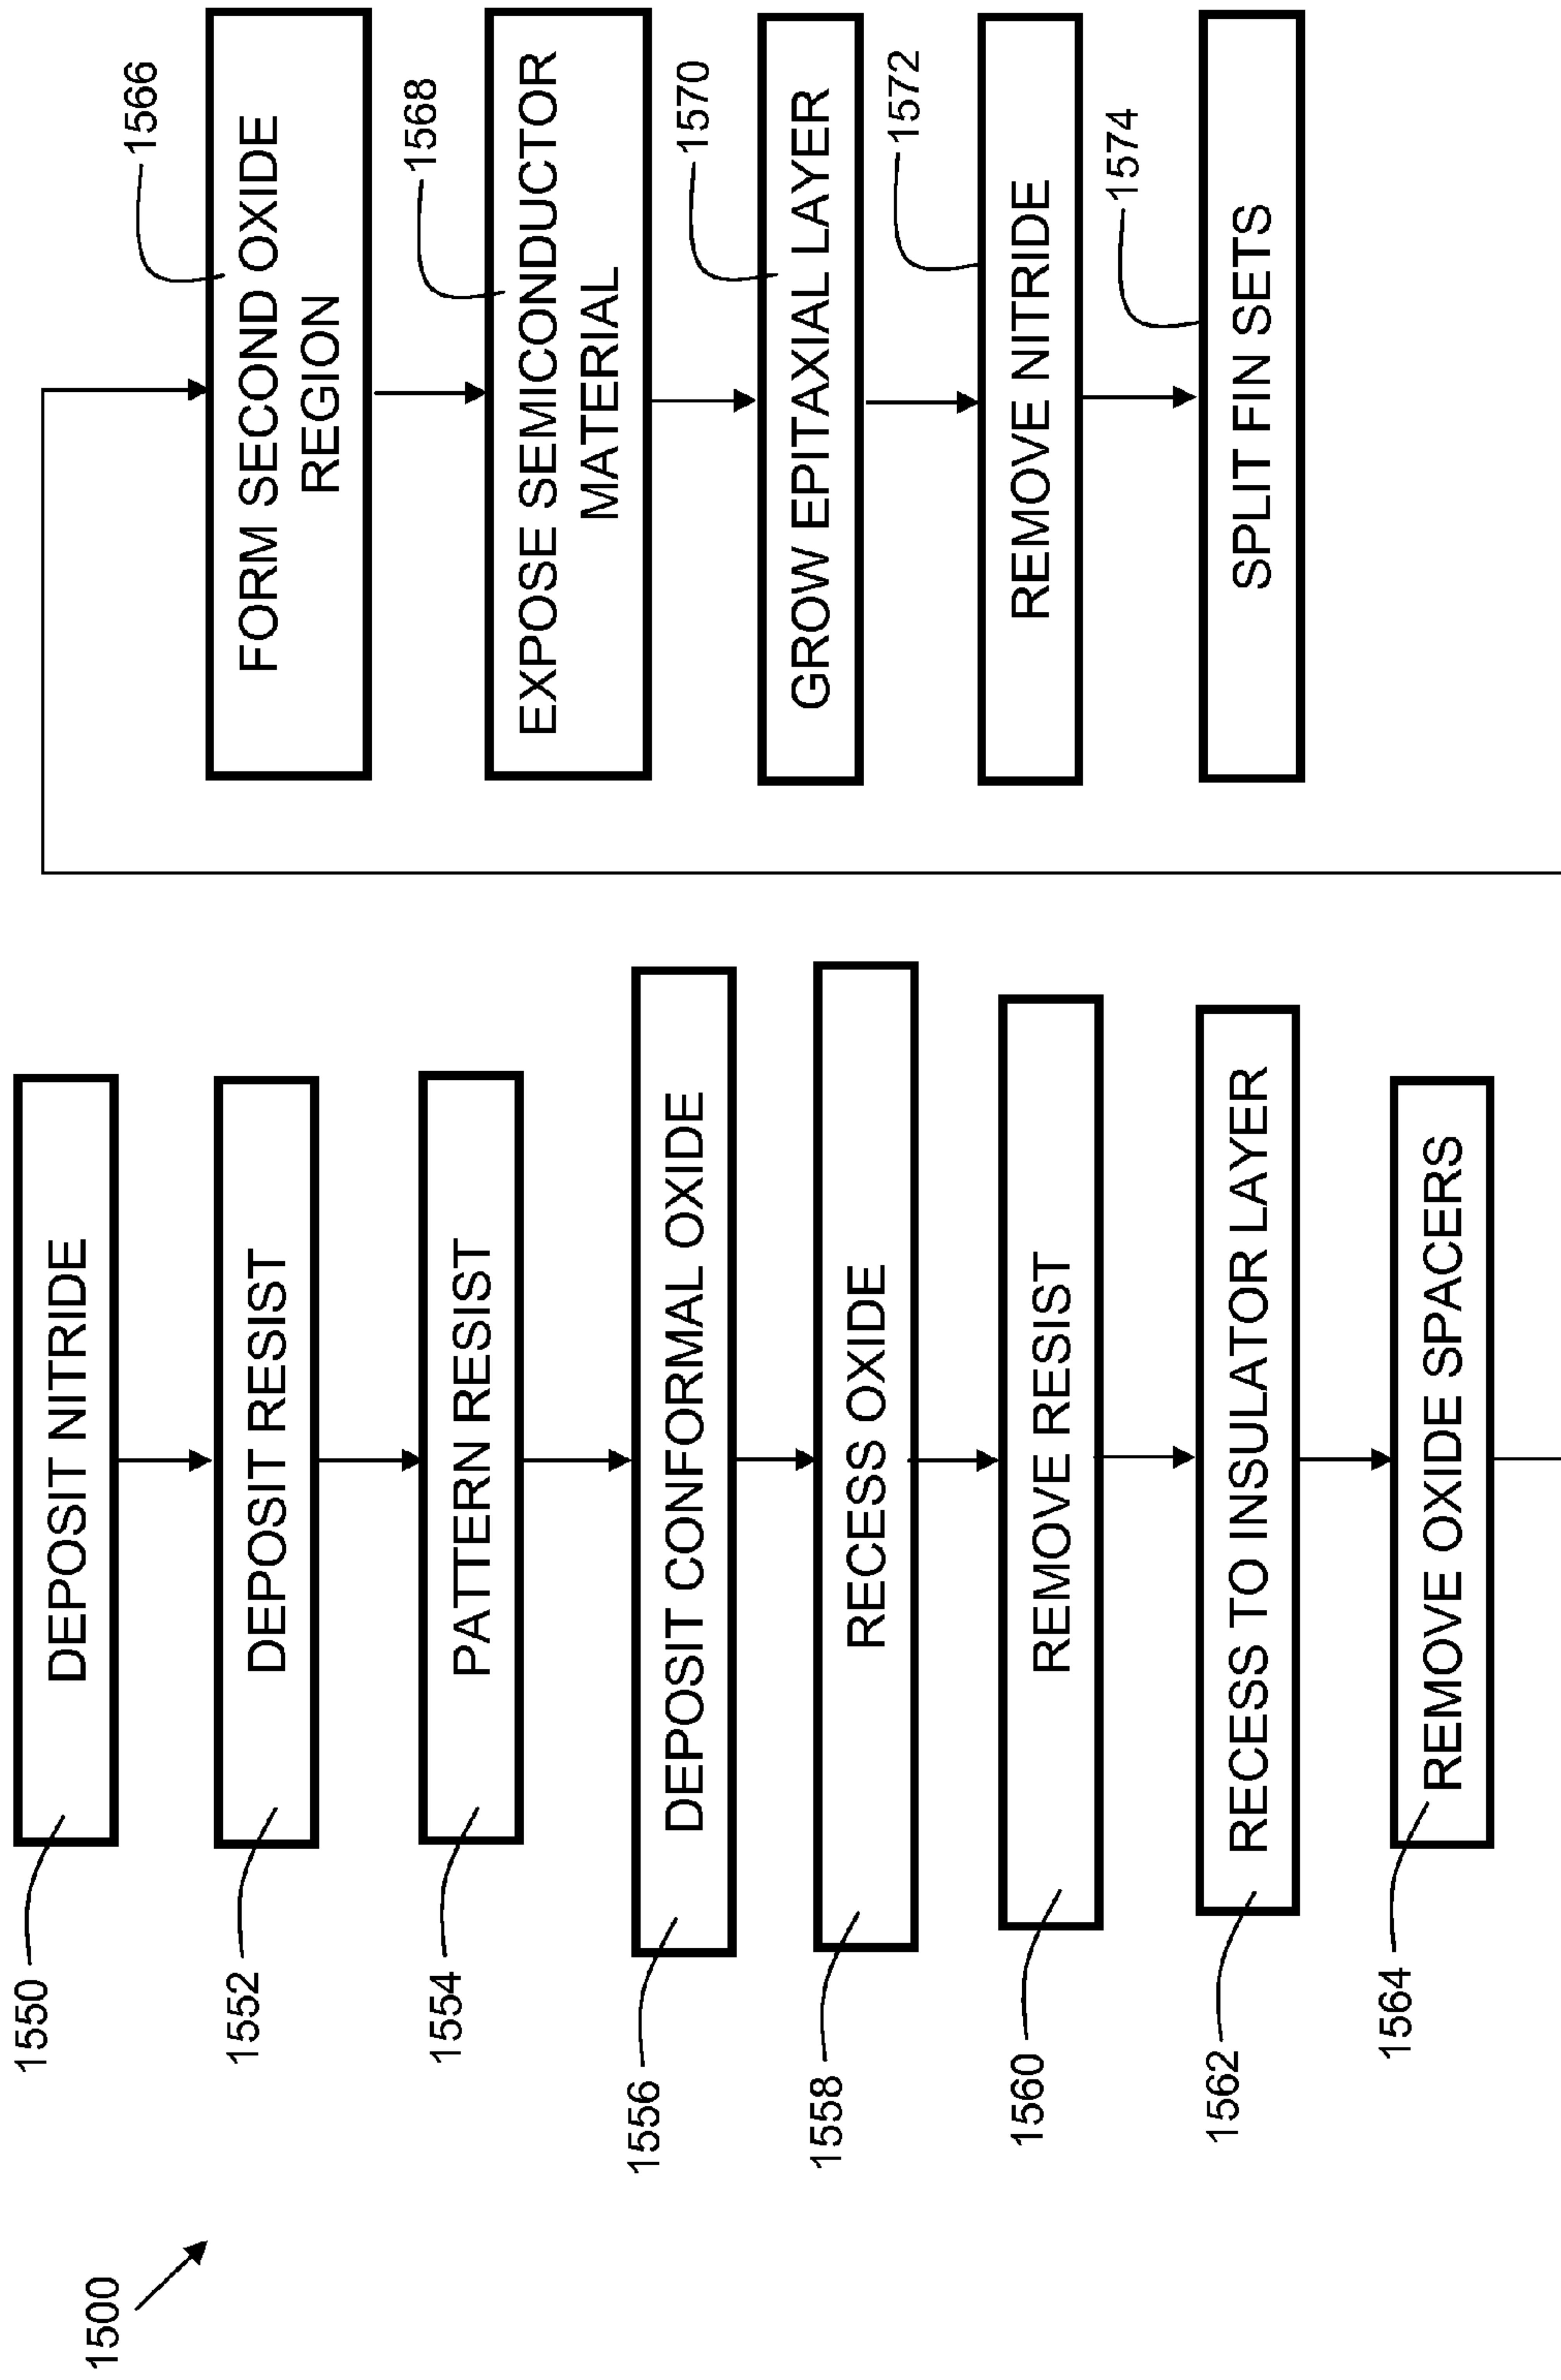 1500
1550
DEPOSIT NITRIDE
1552
DEPOSIT RESIST
1554
PATTERN RESIST
1556
DEPOSIT CONFORMAL OXIDE
1558
RECESS OXIDE
1560
REMOVE RESIST
1562
RECESS TO INSULATOR LAYER
1564
REMOVE OXIDE SPACERS
1566
FORM SECOND OXIDE
REGION
1568
EXPOSE SEMICONDUCTOR
MATERIAL
1570
GROW EPITAXIAL LAYER
1572
REMOVE NITRIDE
1574
SPLIT FIN SETS